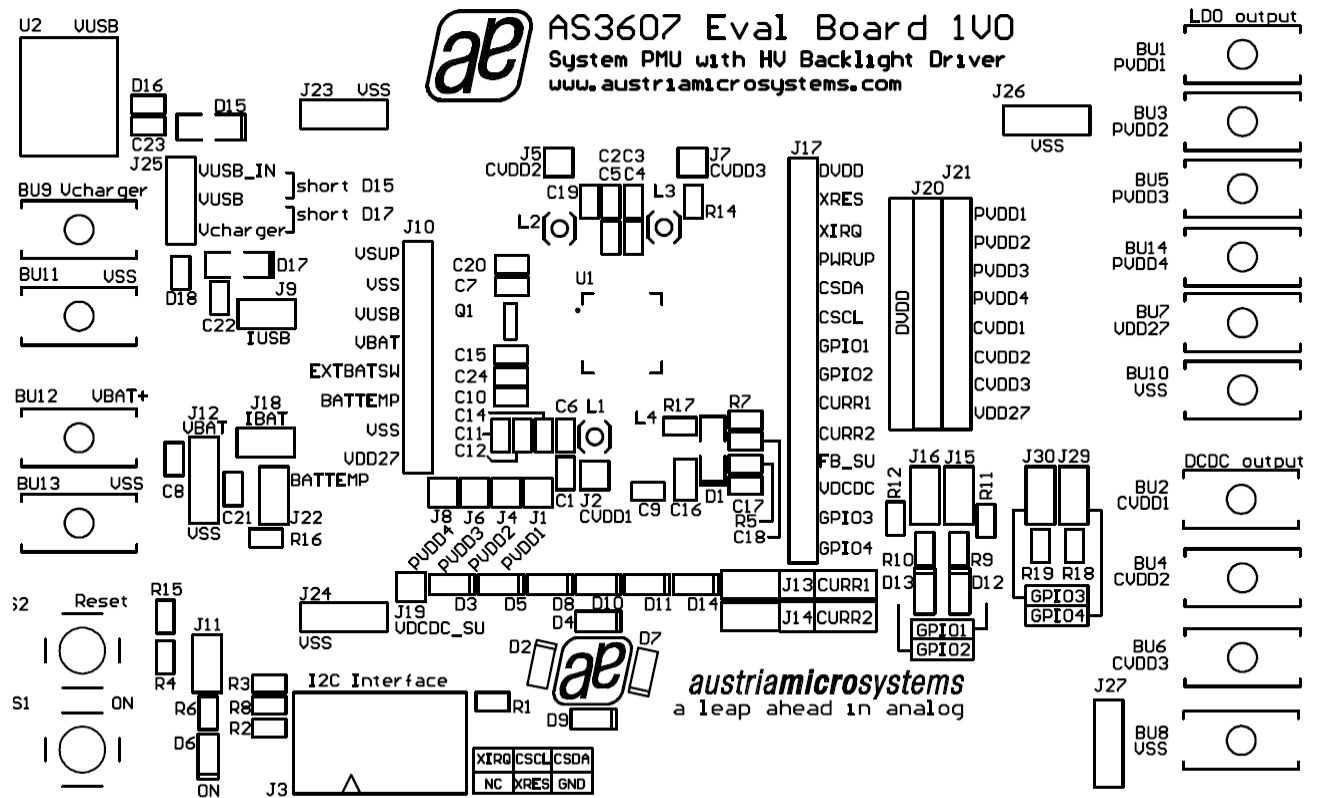 U2 VUSB
AS3607 Eval Board 1V0
System PMU with HV Backlight Driver
www.austriamicrosystems.com
LDO output
BU1
PVDD1
D16
D15
C23
J23 VSS
J26
VSS
BU3
PVDD2
J25
VUSB_IN
VUSB
Vcharger
short D15
short D17
BU9 Vcharger
J5
CVDD2
C2C3
C5C4
J7
CVDD3
C19
L3
L2
R14
J17
DVDD
XRES
XIRQ
PWRUP
CSDA
CSCL
GPIO1
GPIO2
CURR1
CURR2
FB_SU
VDCDC
GPIO3
GPIO4
J21
J20
DVDD
PVDD1
PVDD2
PVDD3
PVDD4
CVDD1
CVDD2
CVDD3
VDD27
BU5
PVDD3
BU14
PVDD4
BU7
VDD27
BU10
VSS
BU11 VSS
D17
D18
C22
J9
IUSB
J10
VSUP
VSS
VUSB
VBAT
EXTBATSW
BATTEMP
VSS
VDD27
C20
C7
Q1
U1
C15
C24
C10
C14
C11
C12
C6
L1
L4
R17
R7
BU12 VBAT+
J12
VBAT
J18
IBAT
BATTEMP
BU13 VSS
C8
C21
VSS
J22
R16
J8
J6
J4
J1
C1
J2
CVDD1
C9
C16
D1
C17
R5
C18
PVDD4
PVDD3
PVDD2
PVDD1
J16
J15
R12
R11
R10
R9
D13
D12
GPIO1
GPIO2
J30
J29
R19
R18
GPIO3
GPIO4
DCDC output
BU2
CVDD1
BU4
CVDD2
BU6
CVDD3
BU8
VSS
J27
S2 Reset
R15
R4
J11
J24
VSS
J19
VDCDC_SU
D3
D5
D8
D10
D11
D14
J13 CURR1
J14 CURR2
D4
D2
D7
D9
S1 ON
R6
D6
ON
R3
R8
R2
I2C Interface
J3
R1
XIRQ CSCL CSDA
NC XRES GND
austriamicrosystems
a leap ahead in analog